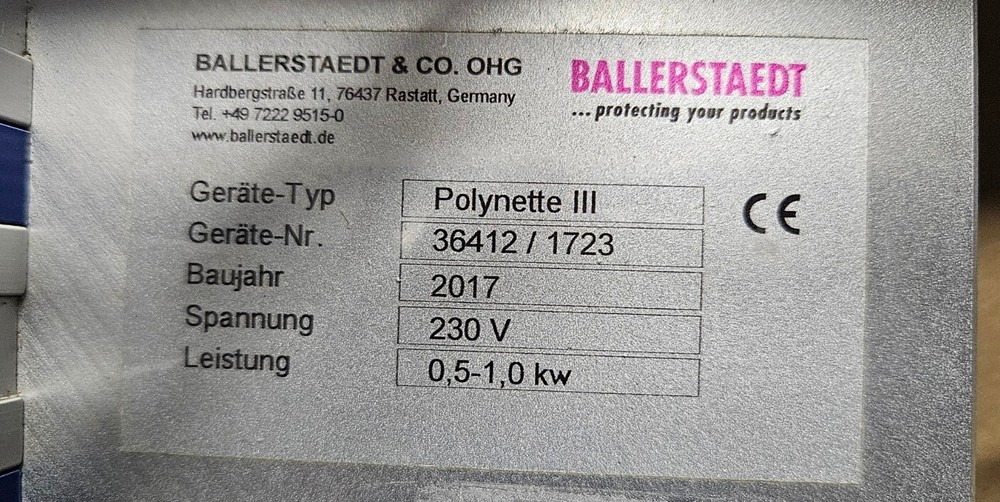 BALLERSTAEDT & CO. OHG
Hardbergstraße 11, 76437 Rastatt, Germany
Tel. +49 7222 9515-0
www.ballerstaedt.de
BALLERSTAEDT
... protecting your products
Geräte-Typ Polynette III
CE
Geräte-Nr. 36412 / 1723
Baujahr 2017
Spannung 230 V
Leistung 0,5-1,0 kw